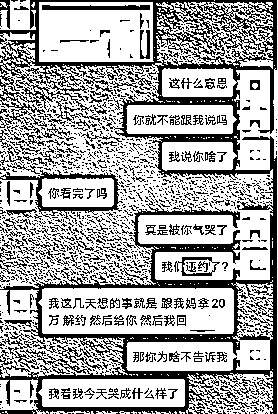 这什么意思
你就不能跟我说吗
我说你啥了
你看完了吗
真是被你气哭了
我们违约了？
我这几天想的事就是 跟我妈拿20
万 解约 然后给你 然后我回
那你为啥不告诉我
我看我今天哭成什么样了